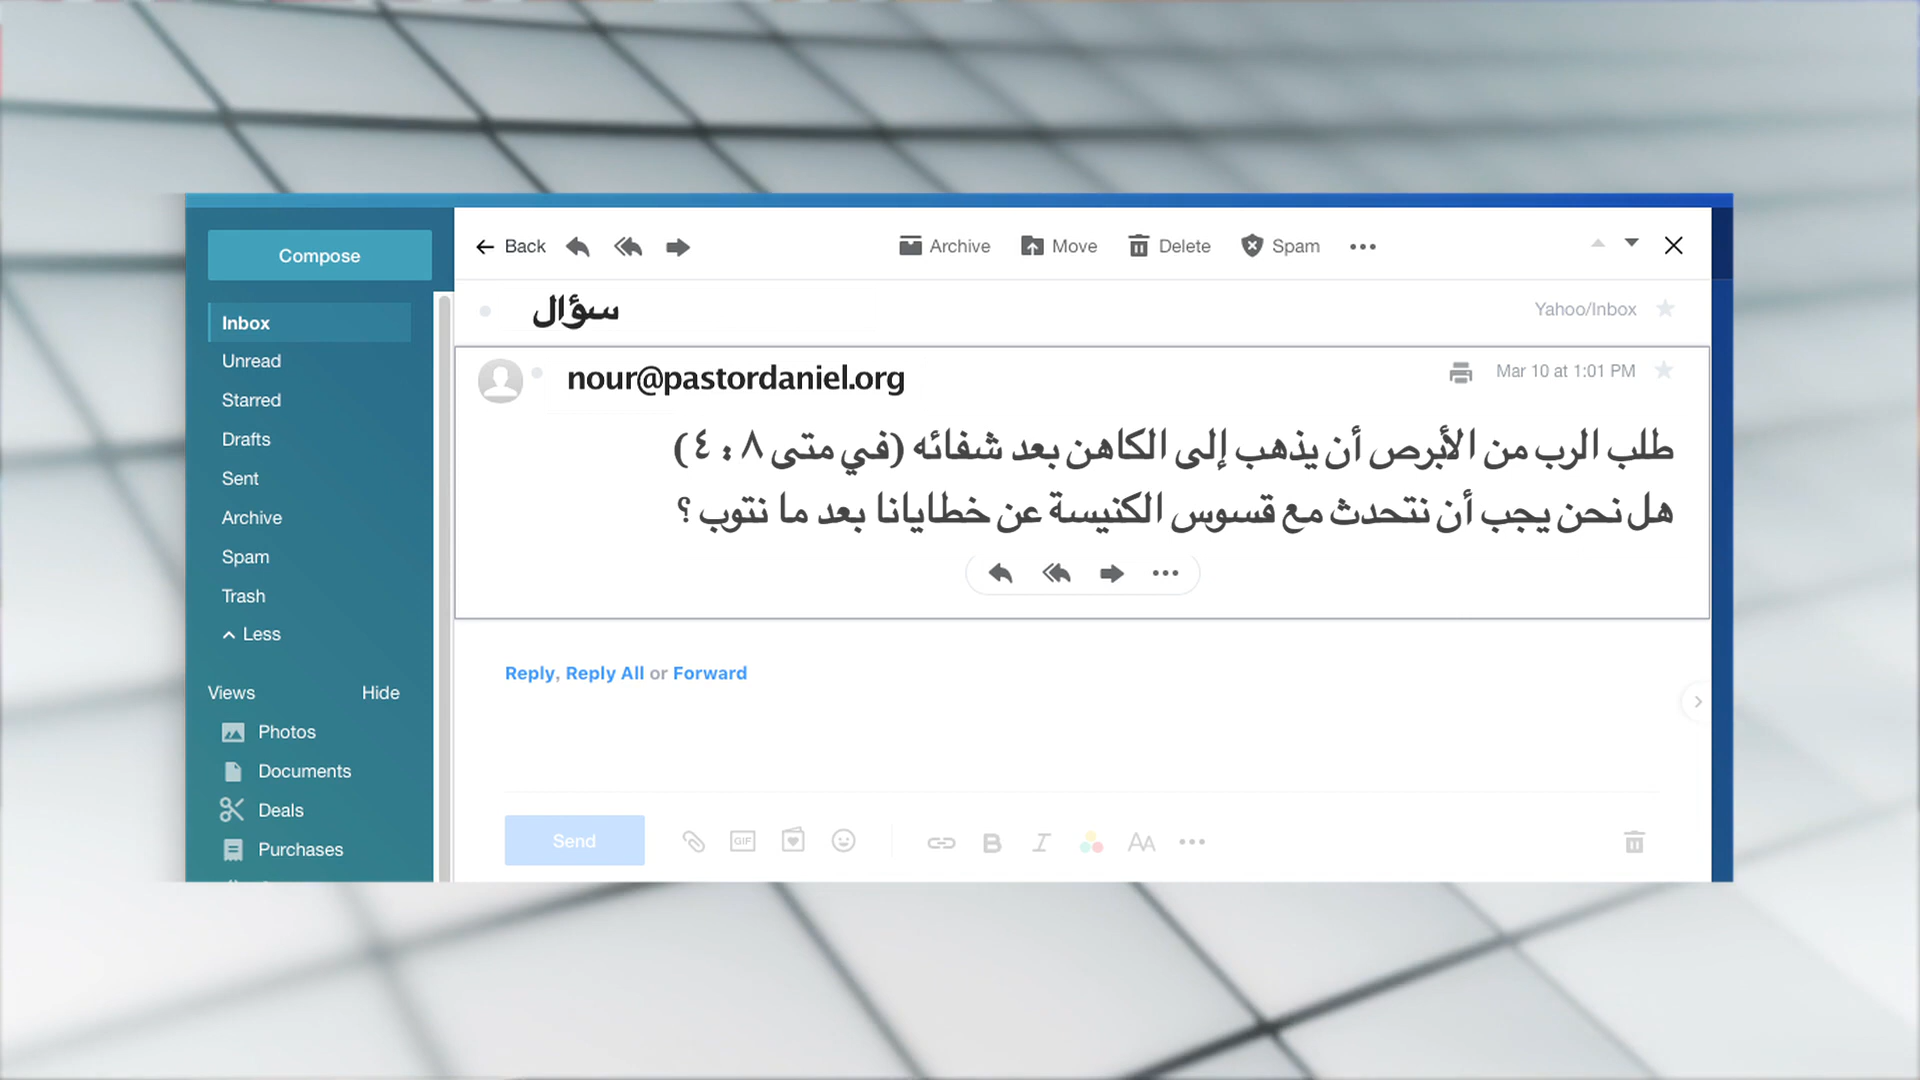 Compose
Back
Archive
Move
Delete
Spam
Inbox
Unread
Starred
Drafts
Sent
Archive
Spam
Trash
Less
Views
Hide
Photos
Documents
Deals
Purchases
سؤال
Yahoo/Inbox
nour@pastordaniel.org
Mar 10 at 1:01 PM
طلب الرب من الأبرص أن يذهب إلى الكاهن بعد شفائه (في متى ٨ : ٤)
هل نحن يجب أن نتحدث مع قسوس الكنيسة عن خطايانا بعد ما نتوب ؟
Reply, Reply All or Forward
Send
GIF
B
I
AA